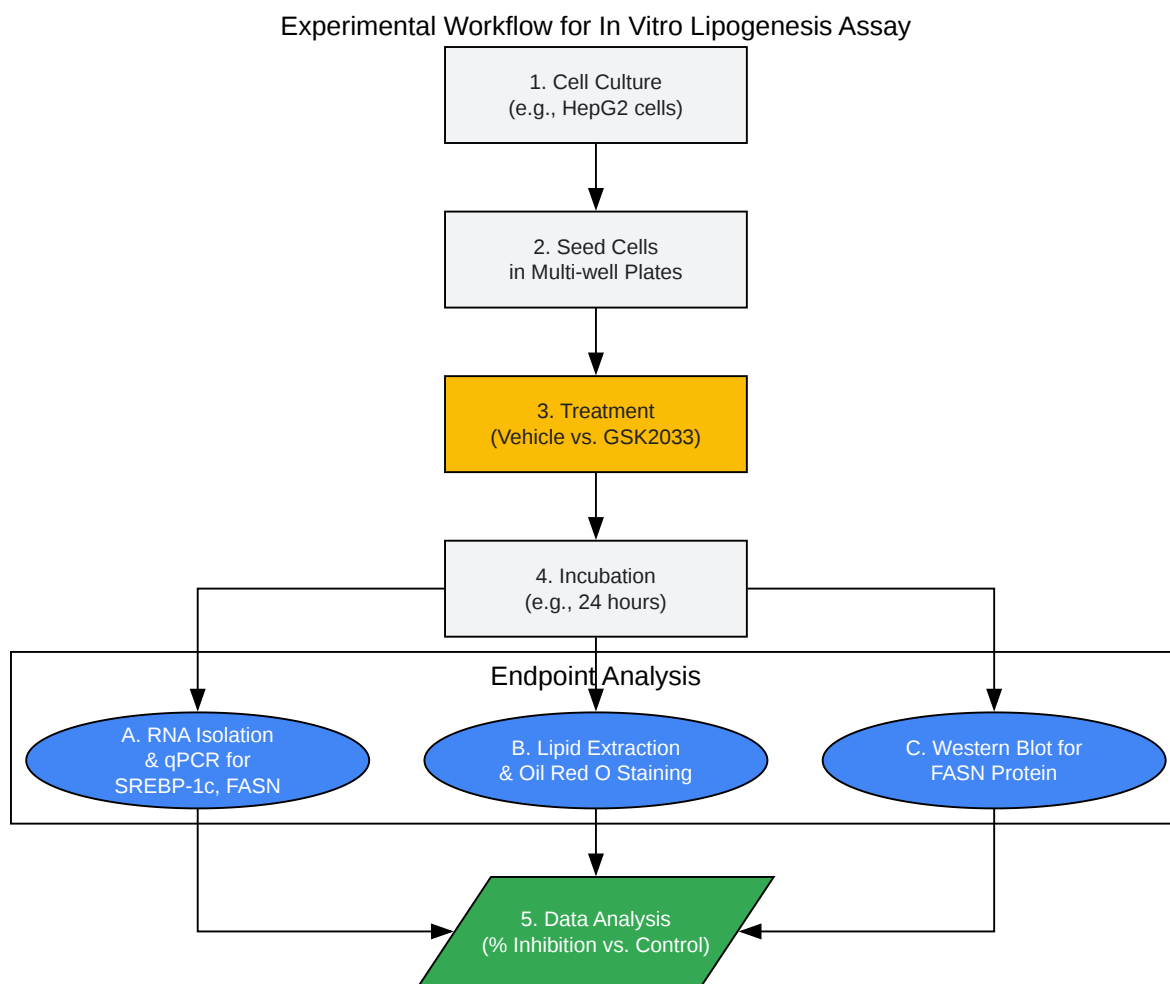 Experimental Workflow for In Vitro Lipogenesis Assay
1. Cell Culture
(e.g., HepG2 cells)
2. Seed Cells
in Multi-well Plates
3. Treatment
(Vehicle vs. GSK2033)
4. Incubation
(e.g., 24 hours)
Endpoint Analysis
A. RNA Isolation
& qPCR for
SREBP-1c, FASN
B. Lipid Extraction
& Oil Red O Staining
C. Western Blot for
FASN Protein
5. Data Analysis
(% Inhibition vs. Control)